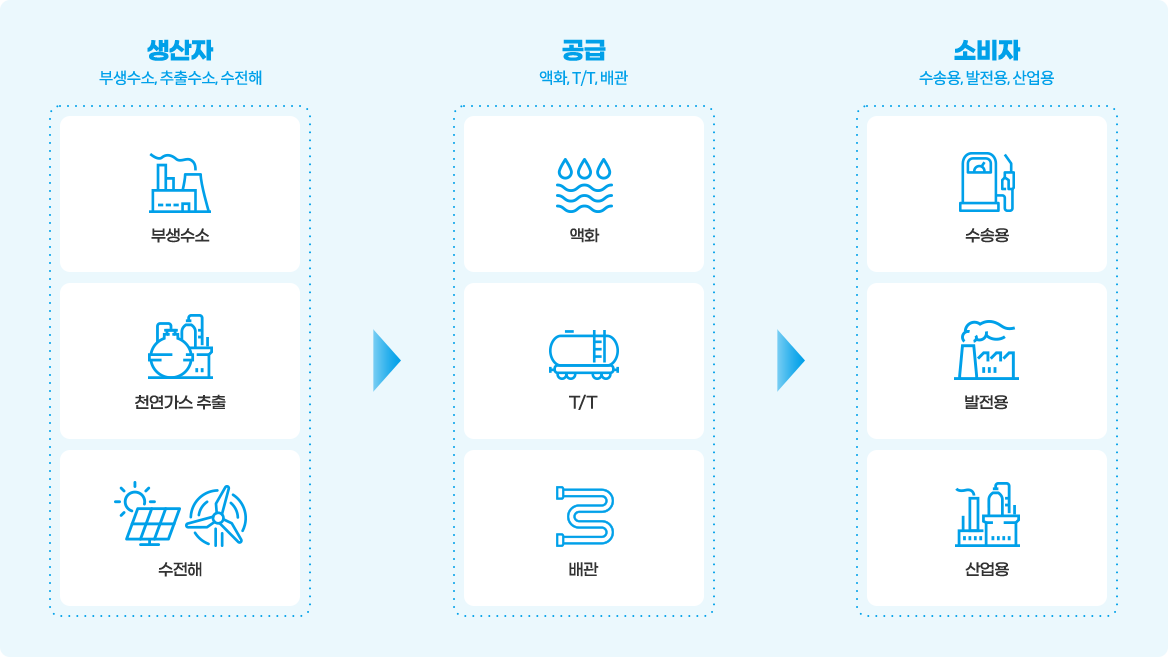 생산자
부생수소, 추출수소, 수전해
부생수소
천연가스 추출
수전해
공급
액화, T/T, 배관
액화
T/T
배관
소비자
수송용, 발전용, 산업용
수송용
발전용
산업용